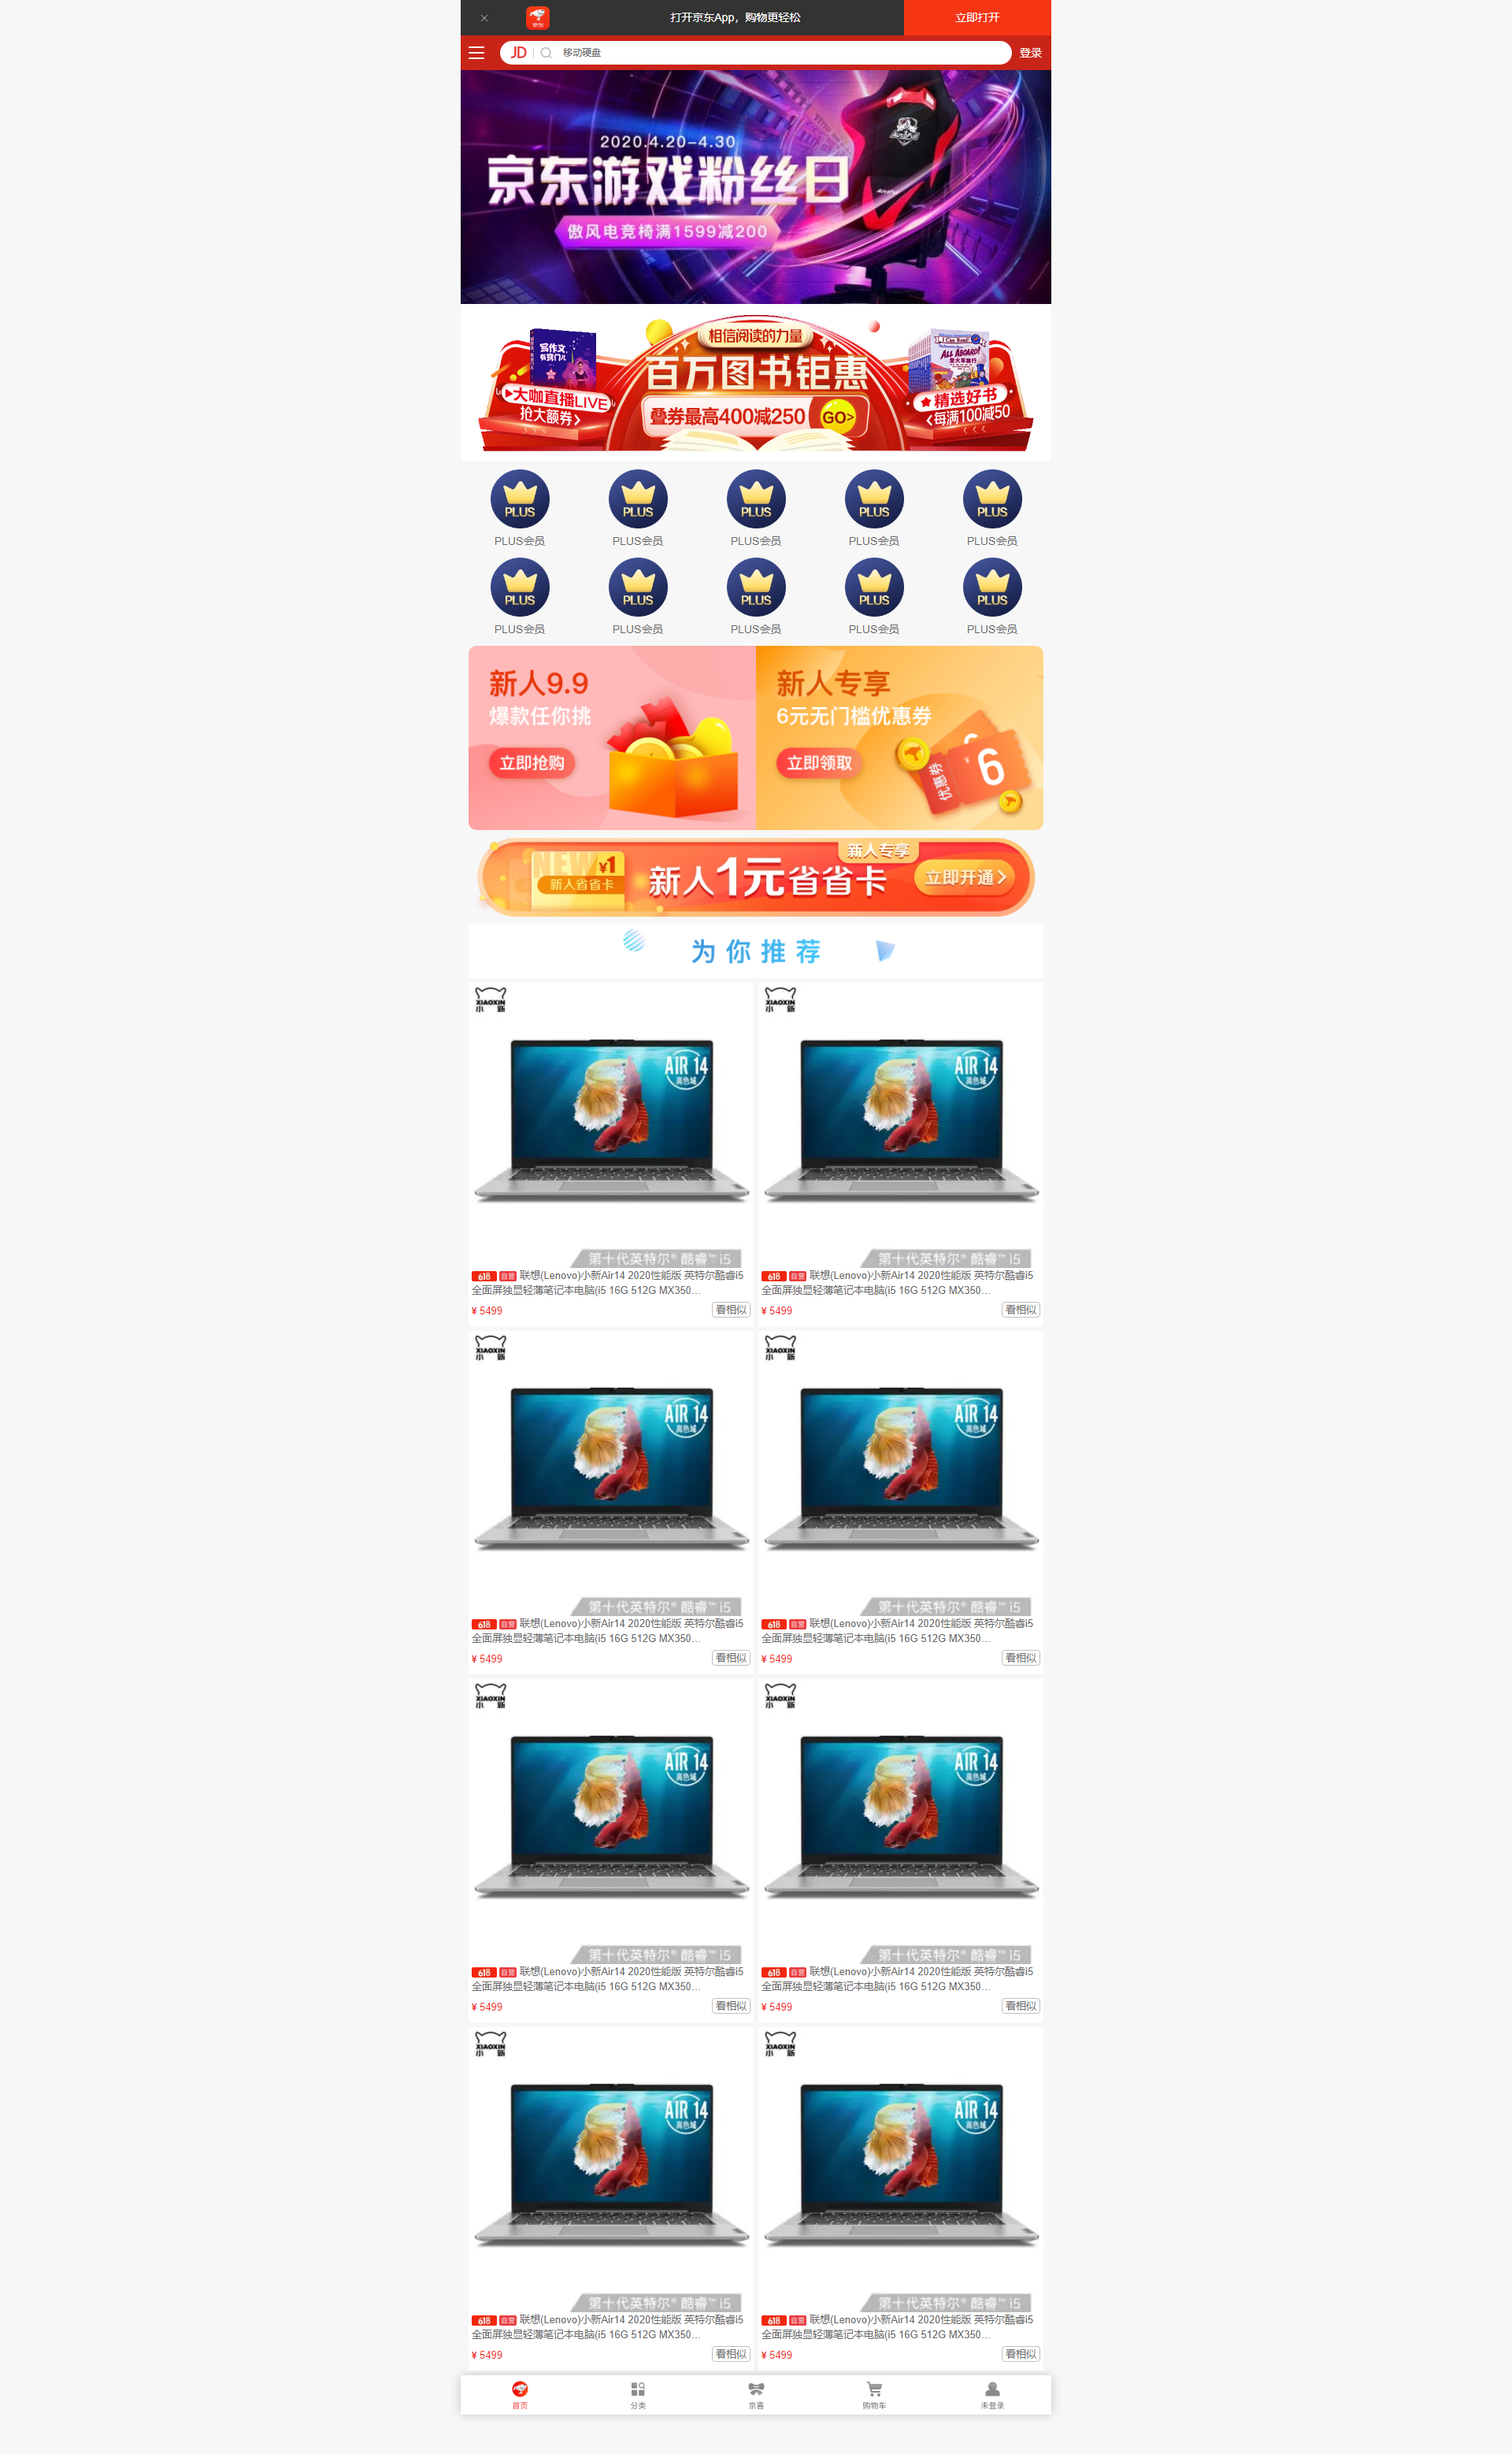 京东
打开京东App，购物更轻松
立即打开
JD
移动硬盘
登录
2020.4.20-4.30
京东游戏粉丝日
傲风电竞椅满1599减200
相信阅读的力量
写作文
有窍门儿
I Can Read!
ALL ABOARD!
百万图书钜惠
大咖直播LIVE
抢大额券>
叠券最高400减250
GO>
精选好书
<每满100减50
PLUS
PLUS
PLUS
PLUS
PLUS
PLUS会员
PLUS会员
PLUS会员
PLUS会员
PLUS会员
PLUS
PLUS
PLUS
PLUS
PLUS
PLUS会员
PLUS会员
PLUS会员
PLUS会员
PLUS会员
新人9.9
爆款任你挑
立即抢购
新人专享
6元无门槛优惠券
立即领取
优惠券
¥
6
NEW
¥1
新人省省卡
新人1元省省卡
新人专享
立即开通>
为你推荐
XIAOXIN
小新
AIR 14
高色域
第十代英特尔® 酷睿™ i5
618 自营 联想(Lenovo)小新Air14 2020性能版 英特尔酷睿i5
全面屏独显轻薄笔记本电脑(i5 16G 512G MX350...
¥ 5499
看相似
XIAOXIN
小新
AIR 14
高色域
第十代英特尔® 酷睿™ i5
618 自营 联想(Lenovo)小新Air14 2020性能版 英特尔酷睿i5
全面屏独显轻薄笔记本电脑(i5 16G 512G MX350...
¥ 5499
看相似
XIAOXIN
小新
AIR 14
高色域
第十代英特尔® 酷睿™ i5
618 自营 联想(Lenovo)小新Air14 2020性能版 英特尔酷睿i5
全面屏独显轻薄笔记本电脑(i5 16G 512G MX350...
¥ 5499
看相似
XIAOXIN
小新
AIR 14
高色域
第十代英特尔® 酷睿™ i5
618 自营 联想(Lenovo)小新Air14 2020性能版 英特尔酷睿i5
全面屏独显轻薄笔记本电脑(i5 16G 512G MX350...
¥ 5499
看相似
XIAOXIN
小新
AIR 14
高色域
第十代英特尔® 酷睿™ i5
618 自营 联想(Lenovo)小新Air14 2020性能版 英特尔酷睿i5
全面屏独显轻薄笔记本电脑(i5 16G 512G MX350...
¥ 5499
看相似
XIAOXIN
小新
AIR 14
高色域
第十代英特尔® 酷睿™ i5
618 自营 联想(Lenovo)小新Air14 2020性能版 英特尔酷睿i5
全面屏独显轻薄笔记本电脑(i5 16G 512G MX350...
¥ 5499
看相似
XIAOXIN
小新
AIR 14
高色域
第十代英特尔® 酷睿™ i5
618 自营 联想(Lenovo)小新Air14 2020性能版 英特尔酷睿i5
全面屏独显轻薄笔记本电脑(i5 16G 512G MX350...
¥ 5499
看相似
XIAOXIN
小新
AIR 14
高色域
第十代英特尔® 酷睿™ i5
618 自营 联想(Lenovo)小新Air14 2020性能版 英特尔酷睿i5
全面屏独显轻薄笔记本电脑(i5 16G 512G MX350...
¥ 5499
看相似
首页
分类
京喜
购物车
未登录